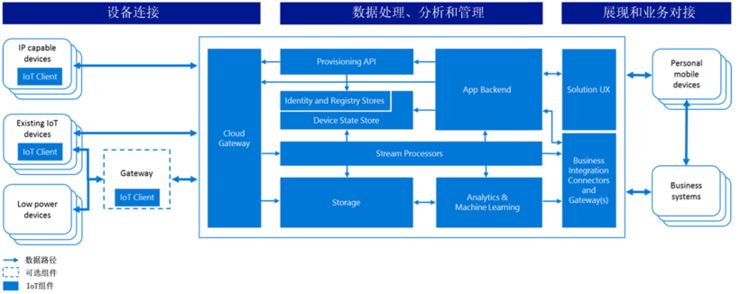 设备连接
数据处理、分析和管理
展现和业务对接
IP capable
devices
IoT Client
Existing IoT
devices
IoT Client
Low power
devices
Gateway
IoT Client
Cloud
Gateway
Provisioning API
Identity and Registry Stores
Device State Store
Stream Processors
Storage
App Backend
Analytics &
Machine Learning
Solution UX
Business
Integration
Connectors
and
Gateway(s)
Personal
mobile
devices
Business
systems
数据路径
可选组件
IoT组件